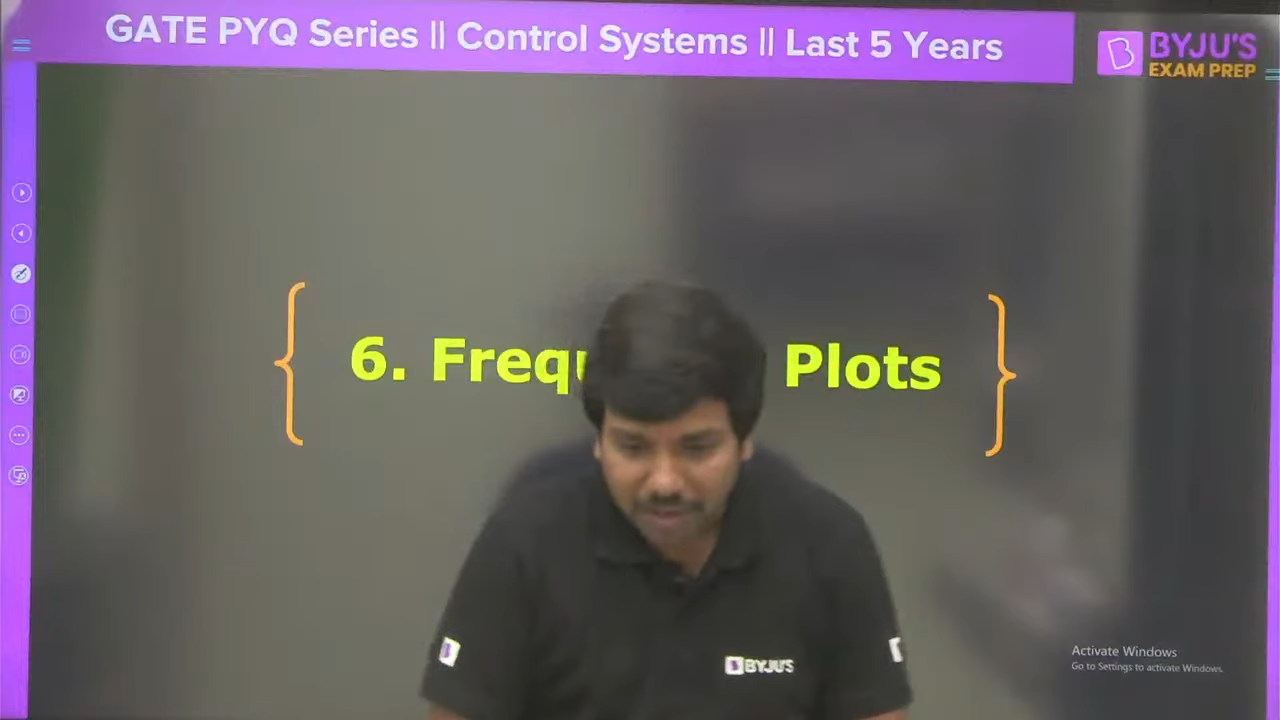 GATE PYQ Series || Control Systems || Last 5 Years
BYJU'S
EXAM PREP
6. Frequ Plots
Activate Windows
Go to Settings to activate Windows.
BYJU'S